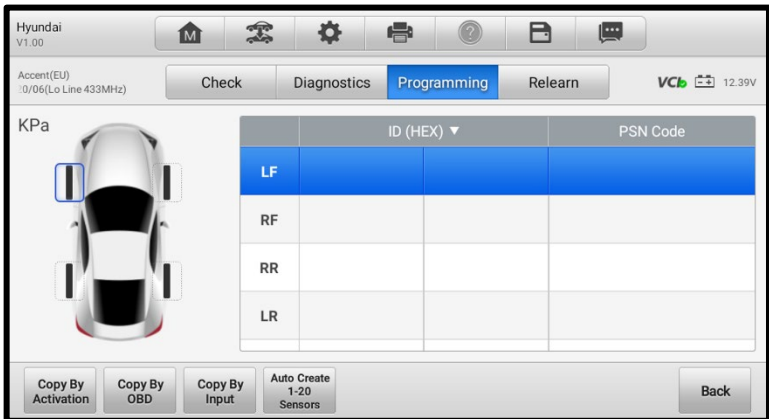 Hyundai
V1.00
M
Accent(EU)
0/06(Lo Line 433MHz)
Check
Diagnostics
Programming
Relearn
VCI
12.39V
KPa
ID (HEX) ▼
PSN Code
LF
RF
RR
LR
Copy By
Activation
Copy By
OBD
Copy By
Input
Auto Create
1-20
Sensors
Back